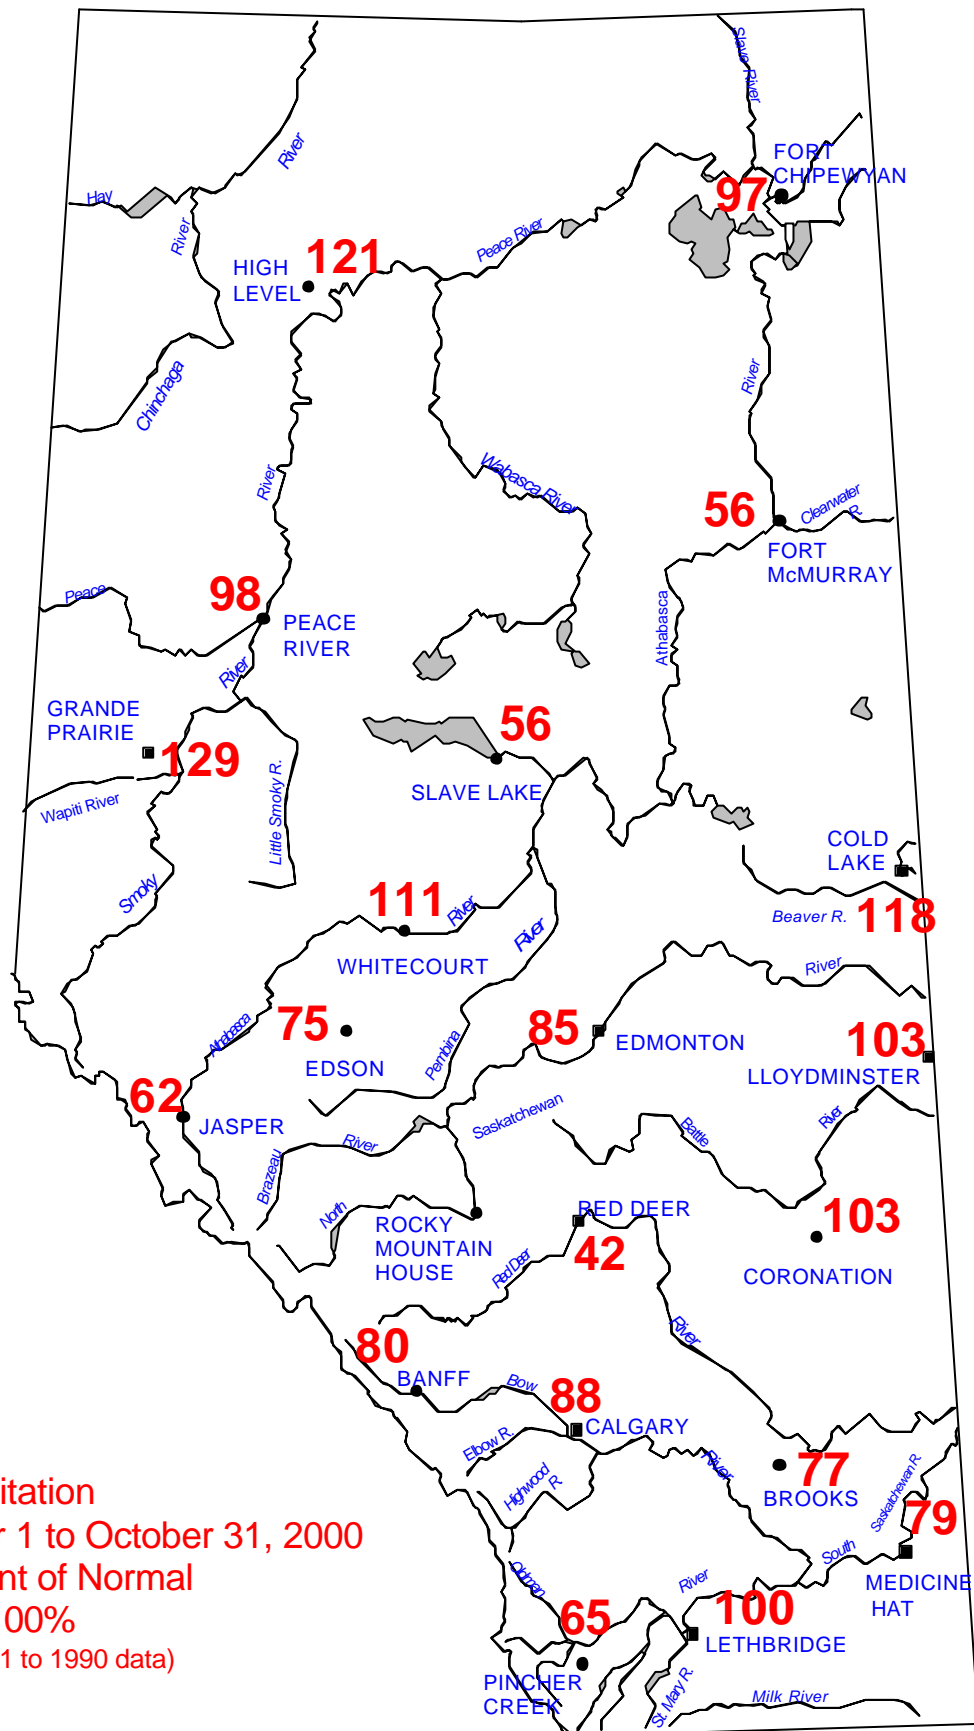 Slave River
FORT
CHIPEWYAN
97
Hay
River
River
Peace River
HIGH
LEVEL
121
Chinchaga
River
River
Wabasca River
56
Clearwater
R.
FORT
McMURRAY
Peace
98
PEACE
RIVER
River
Athabasca
GRANDE
PRAIRIE
129
56
SLAVE LAKE
Wapiti River
Little Smoky R.
Smoky
COLD
LAKE
Beaver R.
118
111
River
River
WHITECOURT
River
75
EDSON
Athabasca
Pembina
85
EDMONTON
103
LLOYDMINSTER
62
JASPER
Saskatchewan
Battle
River
Brazeau
River
North
ROCKY
MOUNTAIN
HOUSE
RED DEER
42
Red Deer
103
CORONATION
River
80
BANFF
Bow
88
CALGARY
Elbow R.
Highwood
R.
River
77
BROOKS
Saskatchewan R.
79
South
MEDICINE
HAT
Oldman
River
65
100
LETHBRIDGE
PINCHER
CREEK
St. Mary R.
Milk River
itation
r 1 to October 31, 2000
nt of Normal
00%
1 to 1990 data)